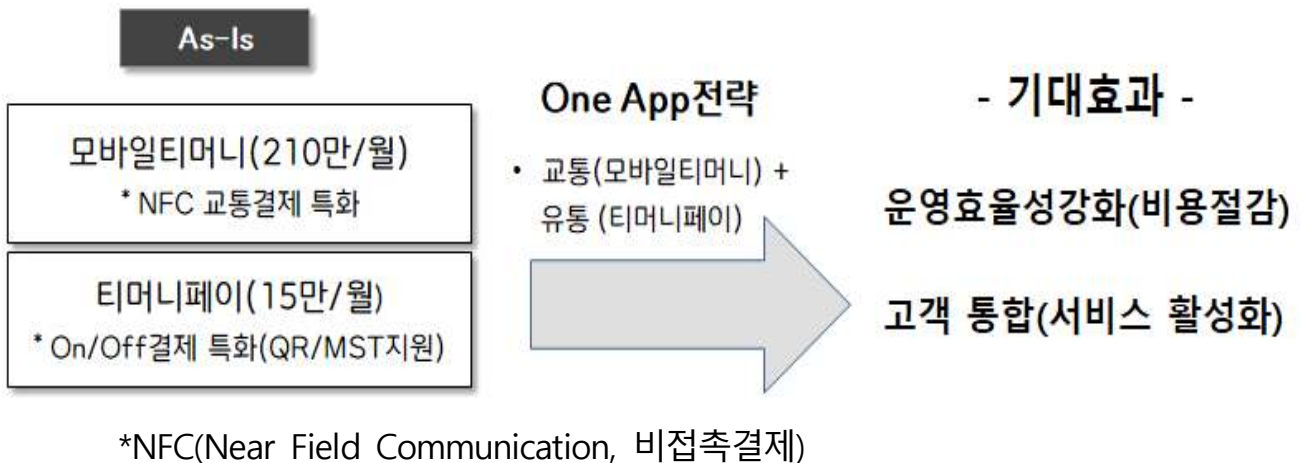 As-Is
모바일티머니(210만/월)
* NFC 교통결제 특화
티머니페이(15만/월)
* On/Off결제 특화(QR/MST지원)
One App전략
• 교통(모바일티머니) +
유통 (티머니페이)
- 기대효과 -
운영효율성강화(비용절감)
고객 통합(서비스 활성화)
*NFC(Near Field Communication, 비접촉결제)